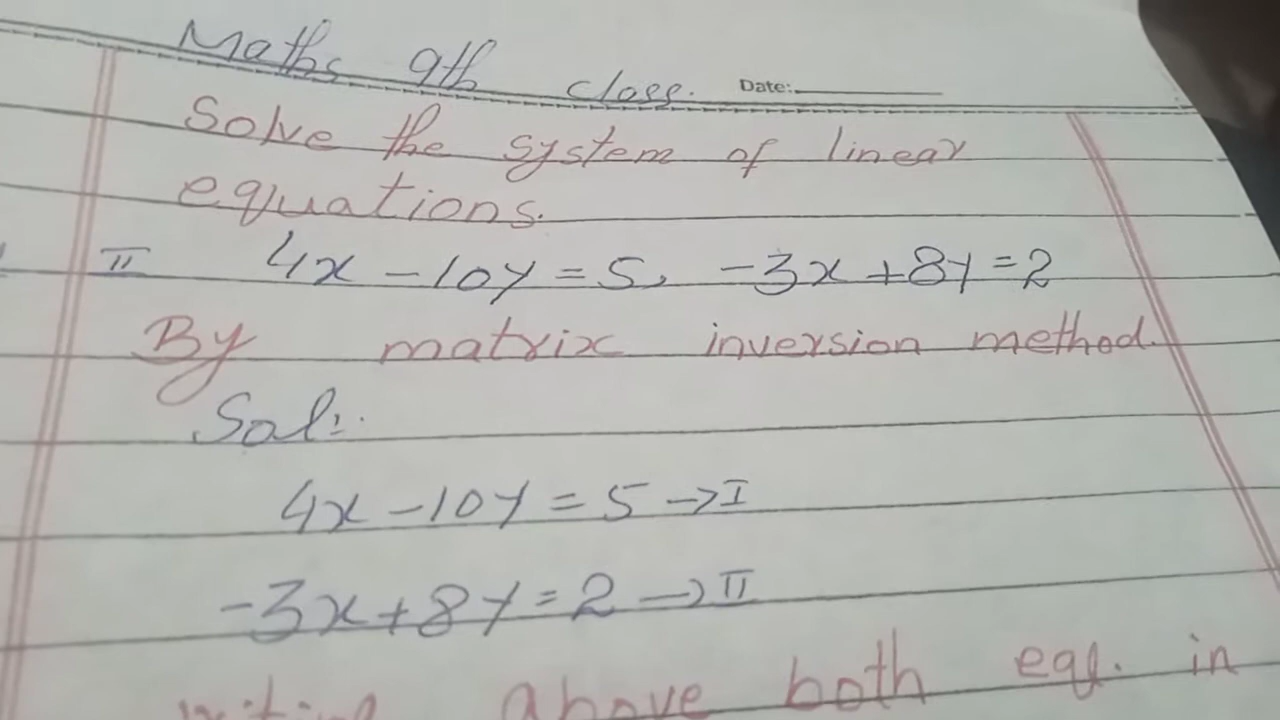 Maths 9th class. Date:
Solve the system of linear
equations.
II 4x - 10y = 5, -3x + 8y = 2
By matrix inversion method.
Sol:.
4x - 10y = 5 → I
-3x + 8y = 2 → II
above both eq. in